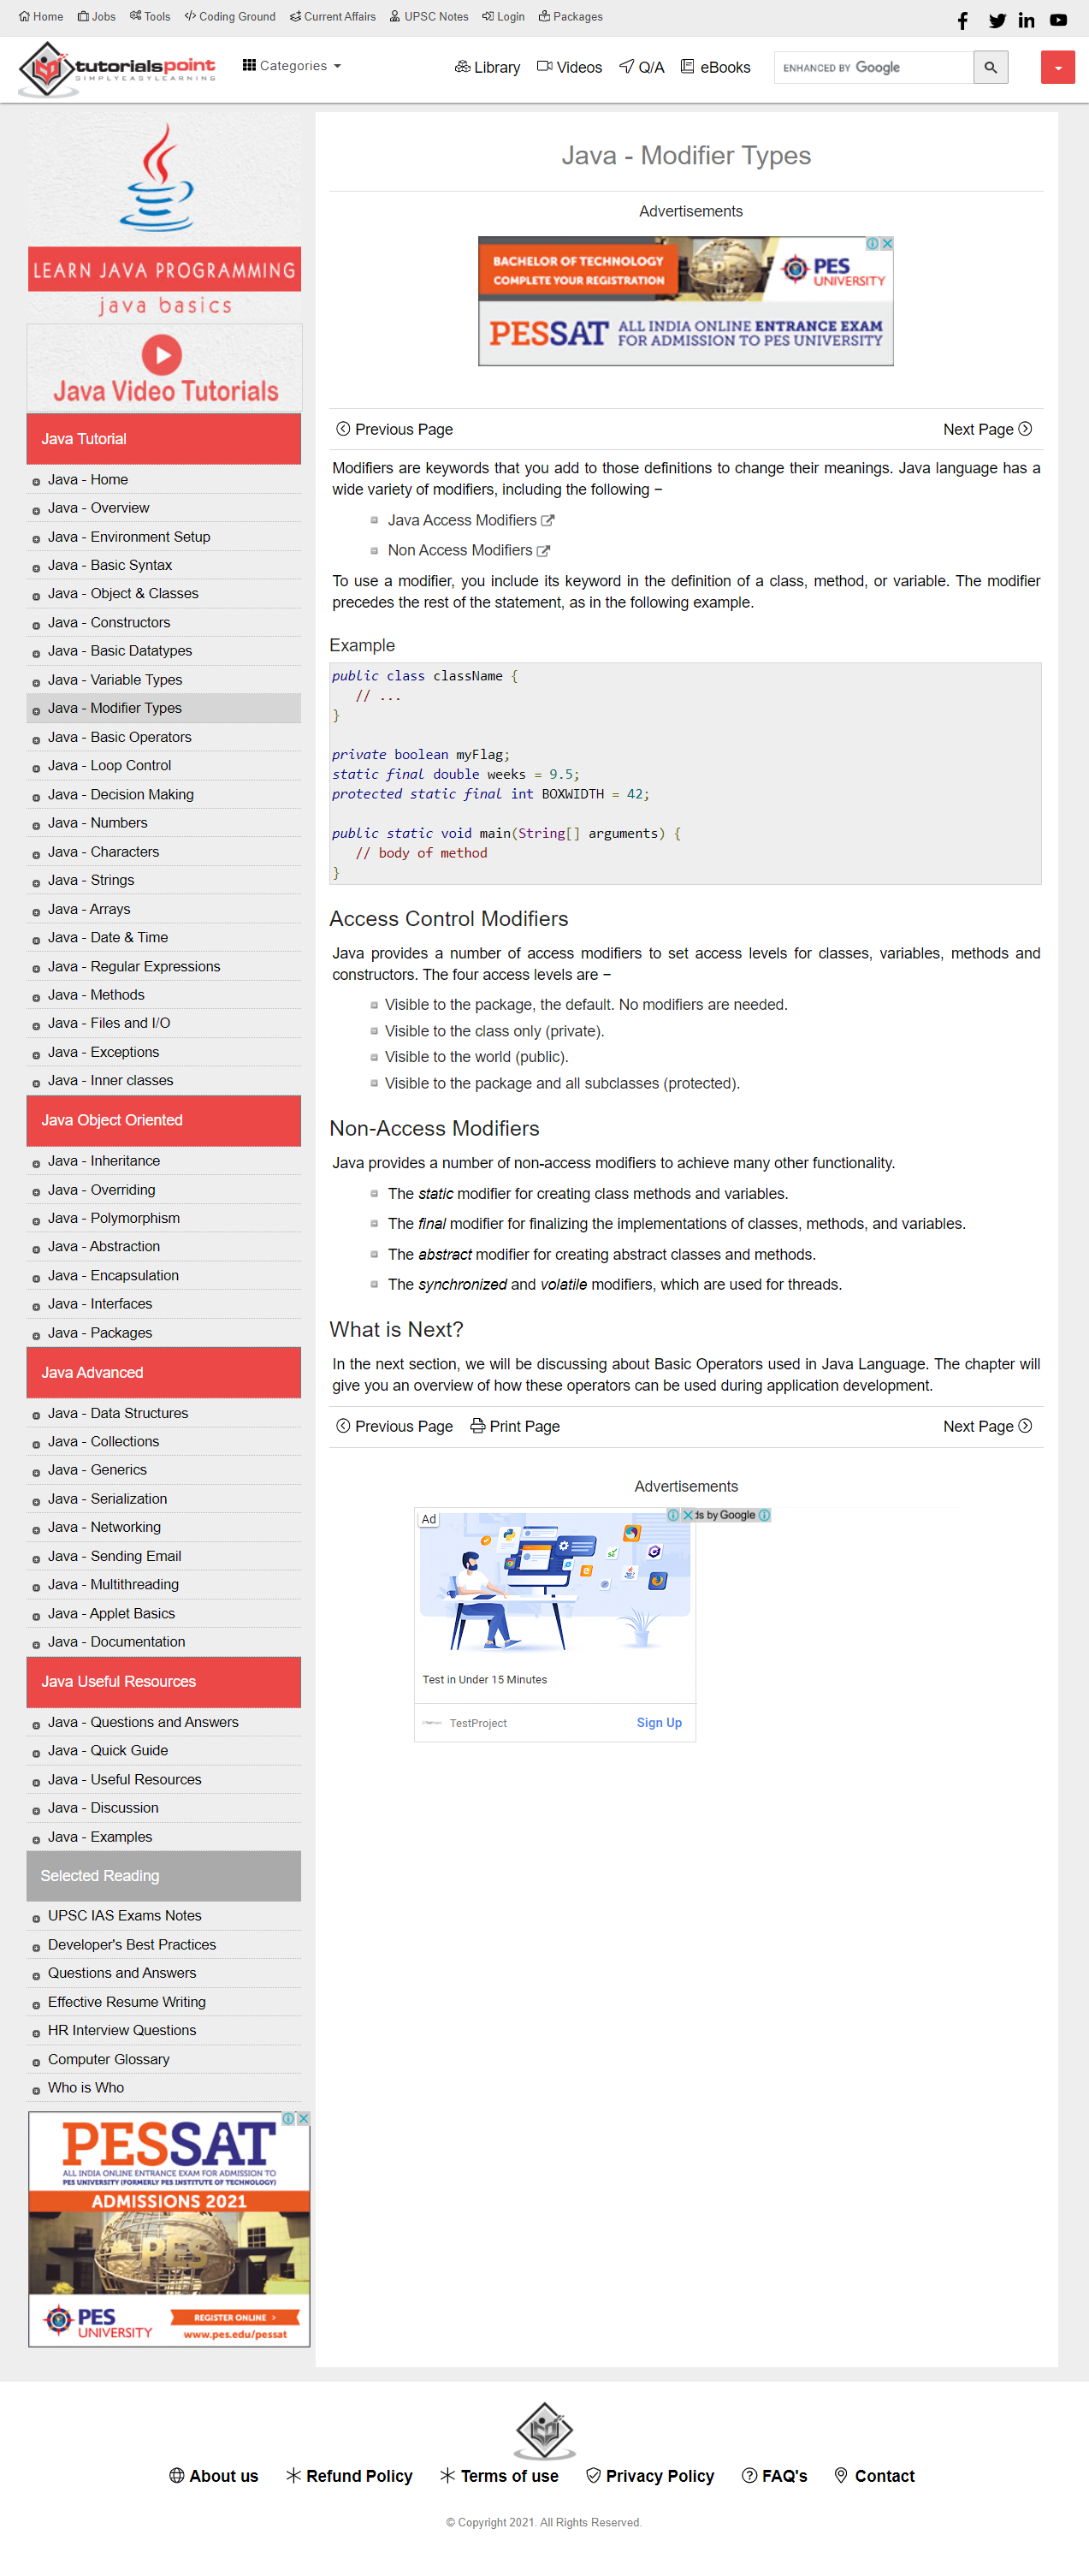 Home Jobs Tools Coding Ground Current Affairs UPSC Notes Login Packages
tutorialspoint
SIMPLYEASYLEARNING
Categories
Library Videos Q/A eBooks
ENHANCED BY Google
LEARN JAVA PROGRAMMING
java basics
Java Video Tutorials
Java Tutorial
Java - Home
Java - Overview
Java - Environment Setup
Java - Basic Syntax
Java - Object & Classes
Java - Constructors
Java - Basic Datatypes
Java - Variable Types
Java - Modifier Types
Java - Basic Operators
Java - Loop Control
Java - Decision Making
Java - Numbers
Java - Characters
Java - Strings
Java - Arrays
Java - Date & Time
Java - Regular Expressions
Java - Methods
Java - Files and I/O
Java - Exceptions
Java - Inner classes
Java Object Oriented
Java - Inheritance
Java - Overriding
Java - Polymorphism
Java - Abstraction
Java - Encapsulation
Java - Interfaces
Java - Packages
Java Advanced
Java - Data Structures
Java - Collections
Java - Generics
Java - Serialization
Java - Networking
Java - Sending Email
Java - Multithreading
Java - Applet Basics
Java - Documentation
Java Useful Resources
Java - Questions and Answers
Java - Quick Guide
Java - Useful Resources
Java - Discussion
Java - Examples
Selected Reading
UPSC IAS Exams Notes
Developer's Best Practices
Questions and Answers
Effective Resume Writing
HR Interview Questions
Computer Glossary
Who is Who
PESSAT
ALL INDIA ONLINE ENTRANCE EXAM FOR ADMISSION TO
PES UNIVERSITY (FORMERLY PES INSTITUTE OF TECHNOLOGY)
ADMISSIONS 2021
PES
PES
UNIVERSITY
REGISTER ONLINE >
www.pes.edu/pessat
Java - Modifier Types
Advertisements
BACHELOR OF TECHNOLOGY
COMPLETE YOUR REGISTRATION
PES
UNIVERSITY
PESSAT
ALL INDIA ONLINE ENTRANCE EXAM
FOR ADMISSION TO PES UNIVERSITY
Previous Page Next Page
Modifiers are keywords that you add to those definitions to change their meanings. Java language has a
wide variety of modifiers, including the following −
Java Access Modifiers
Non Access Modifiers
To use a modifier, you include its keyword in the definition of a class, method, or variable. The modifier
precedes the rest of the statement, as in the following example.
Example
public class className {
// ...
}
private boolean myFlag;
static final double weeks = 9.5;
protected static final int BOXWIDTH = 42;
public static void main(String[] arguments) {
// body of method
}
Access Control Modifiers
Java provides a number of access modifiers to set access levels for classes, variables, methods and
constructors. The four access levels are −
Visible to the package, the default. No modifiers are needed.
Visible to the class only (private).
Visible to the world (public).
Visible to the package and all subclasses (protected).
Non-Access Modifiers
Java provides a number of non-access modifiers to achieve many other functionality.
The static modifier for creating class methods and variables.
The final modifier for finalizing the implementations of classes, methods, and variables.
The abstract modifier for creating abstract classes and methods.
The synchronized and volatile modifiers, which are used for threads.
What is Next?
In the next section, we will be discussing about Basic Operators used in Java Language. The chapter will
give you an overview of how these operators can be used during application development.
Previous Page Print Page Next Page
Advertisements
Ad
by Google
Test in Under 15 Minutes
TestProject Sign Up
About us Refund Policy Terms of use Privacy Policy FAQ's Contact
© Copyright 2021. All Rights Reserved.